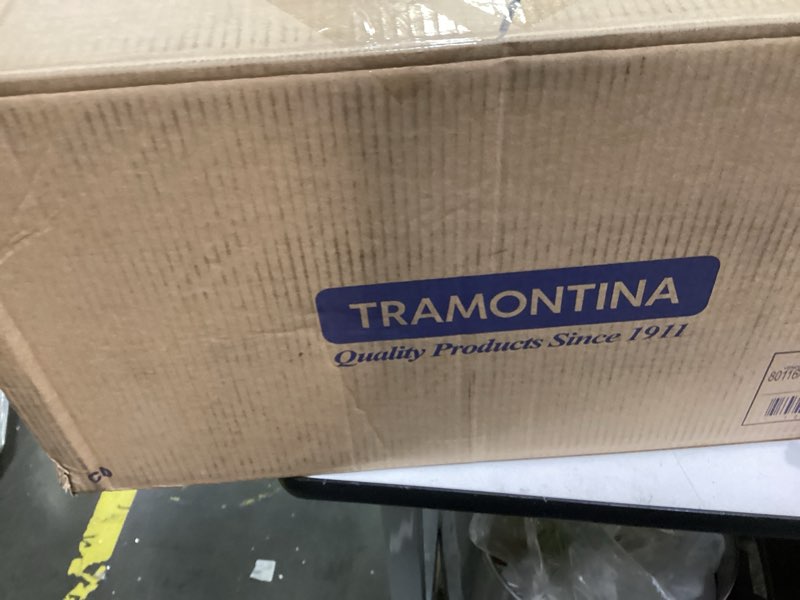 TRAMONTINA
Quality Products Since 1911